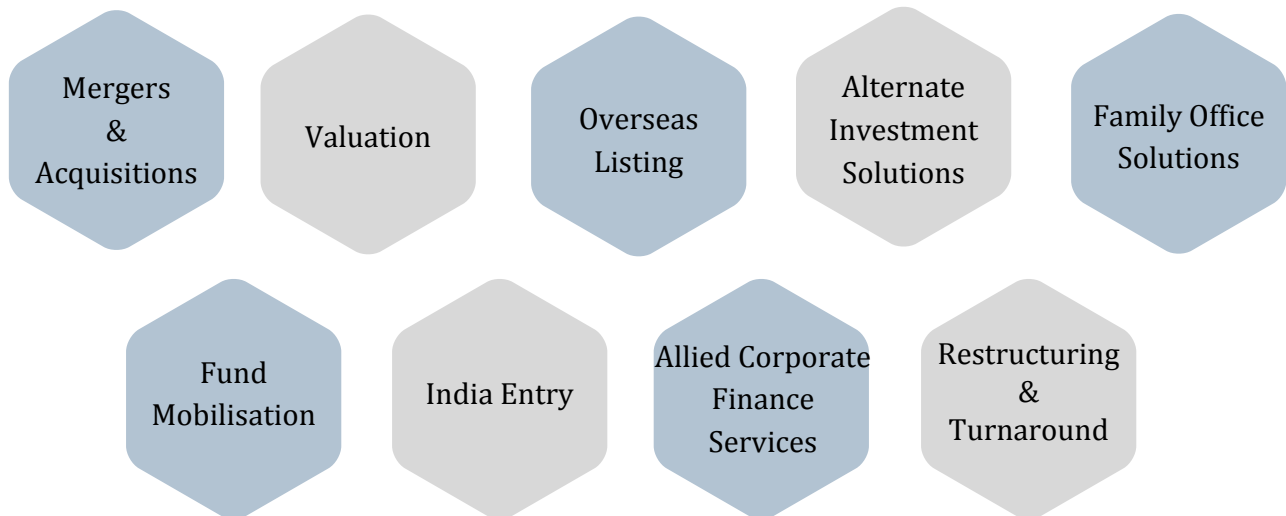 Mergers
&
Acquisitions
Valuation
Overseas
Listing
Alternate
Investment
Solutions
Family Office
Solutions
Fund
Mobilisation
India Entry
Allied Corporate
Finance
Services
Restructuring
&
Turnaround